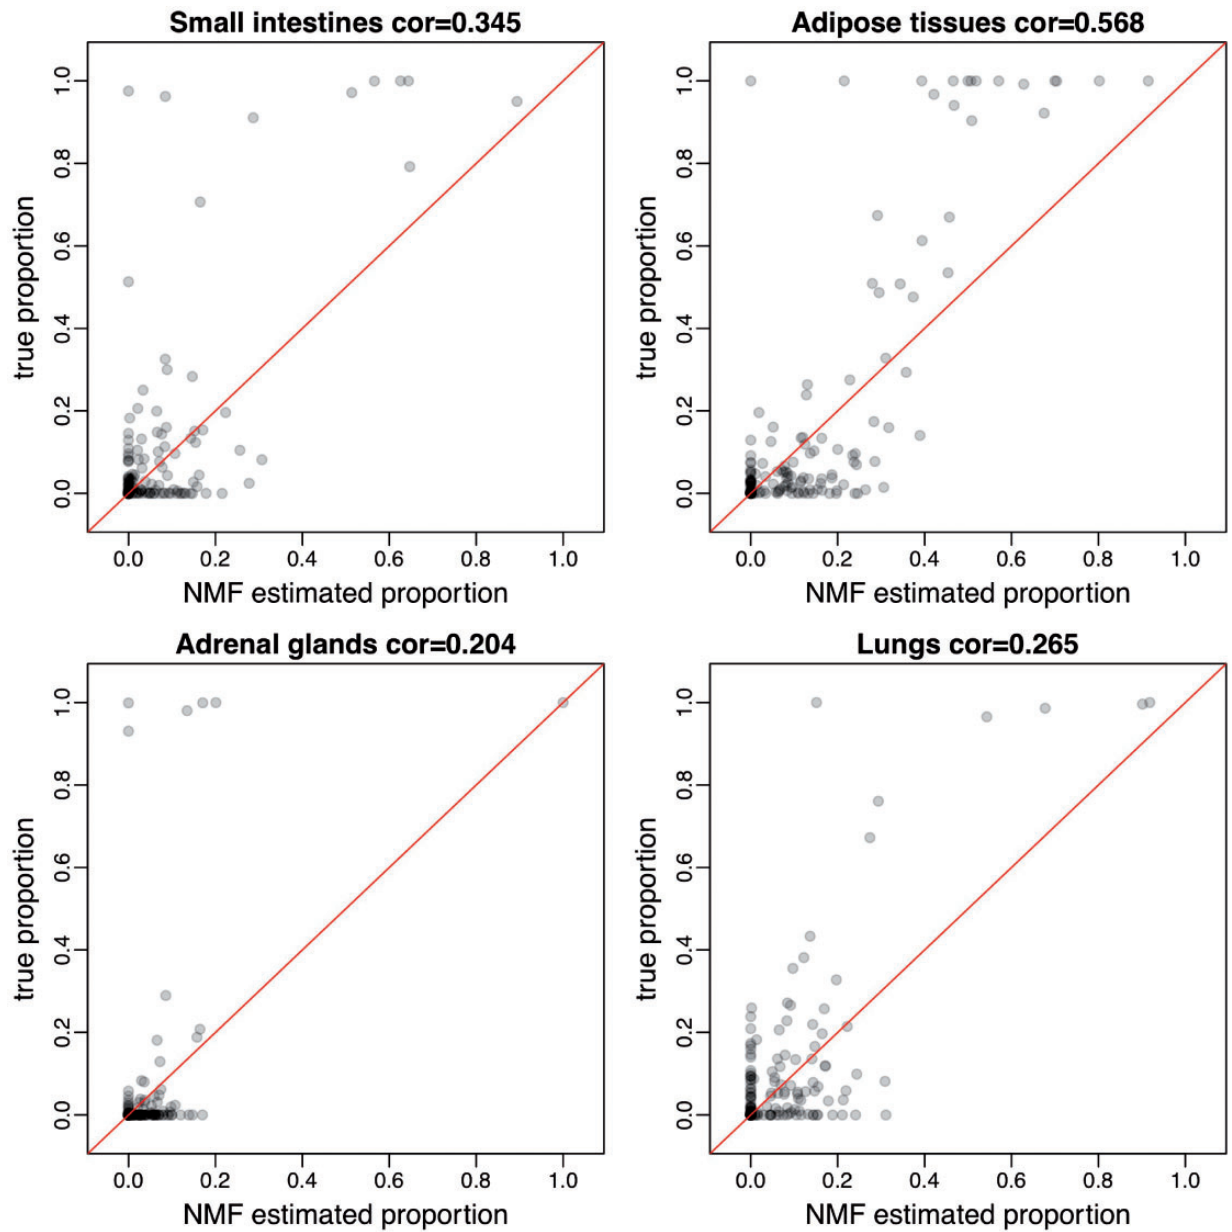 Small intestines cor=0.345
true proportion
1.0
0.8
0.6
0.4
0.2
0.0
0.0 0.2 0.4 0.6 0.8 1.0
NMF estimated proportion
Adipose tissues cor=0.568
true proportion
1.0
0.8
0.6
0.4
0.2
0.0
0.0 0.2 0.4 0.6 0.8 1.0
NMF estimated proportion
Adrenal glands cor=0.204
true proportion
1.0
0.8
0.6
0.4
0.2
0.0
0.0 0.2 0.4 0.6 0.8 1.0
NMF estimated proportion
Lungs cor=0.265
true proportion
1.0
0.8
0.6
0.4
0.2
0.0
0.0 0.2 0.4 0.6 0.8 1.0
NMF estimated proportion